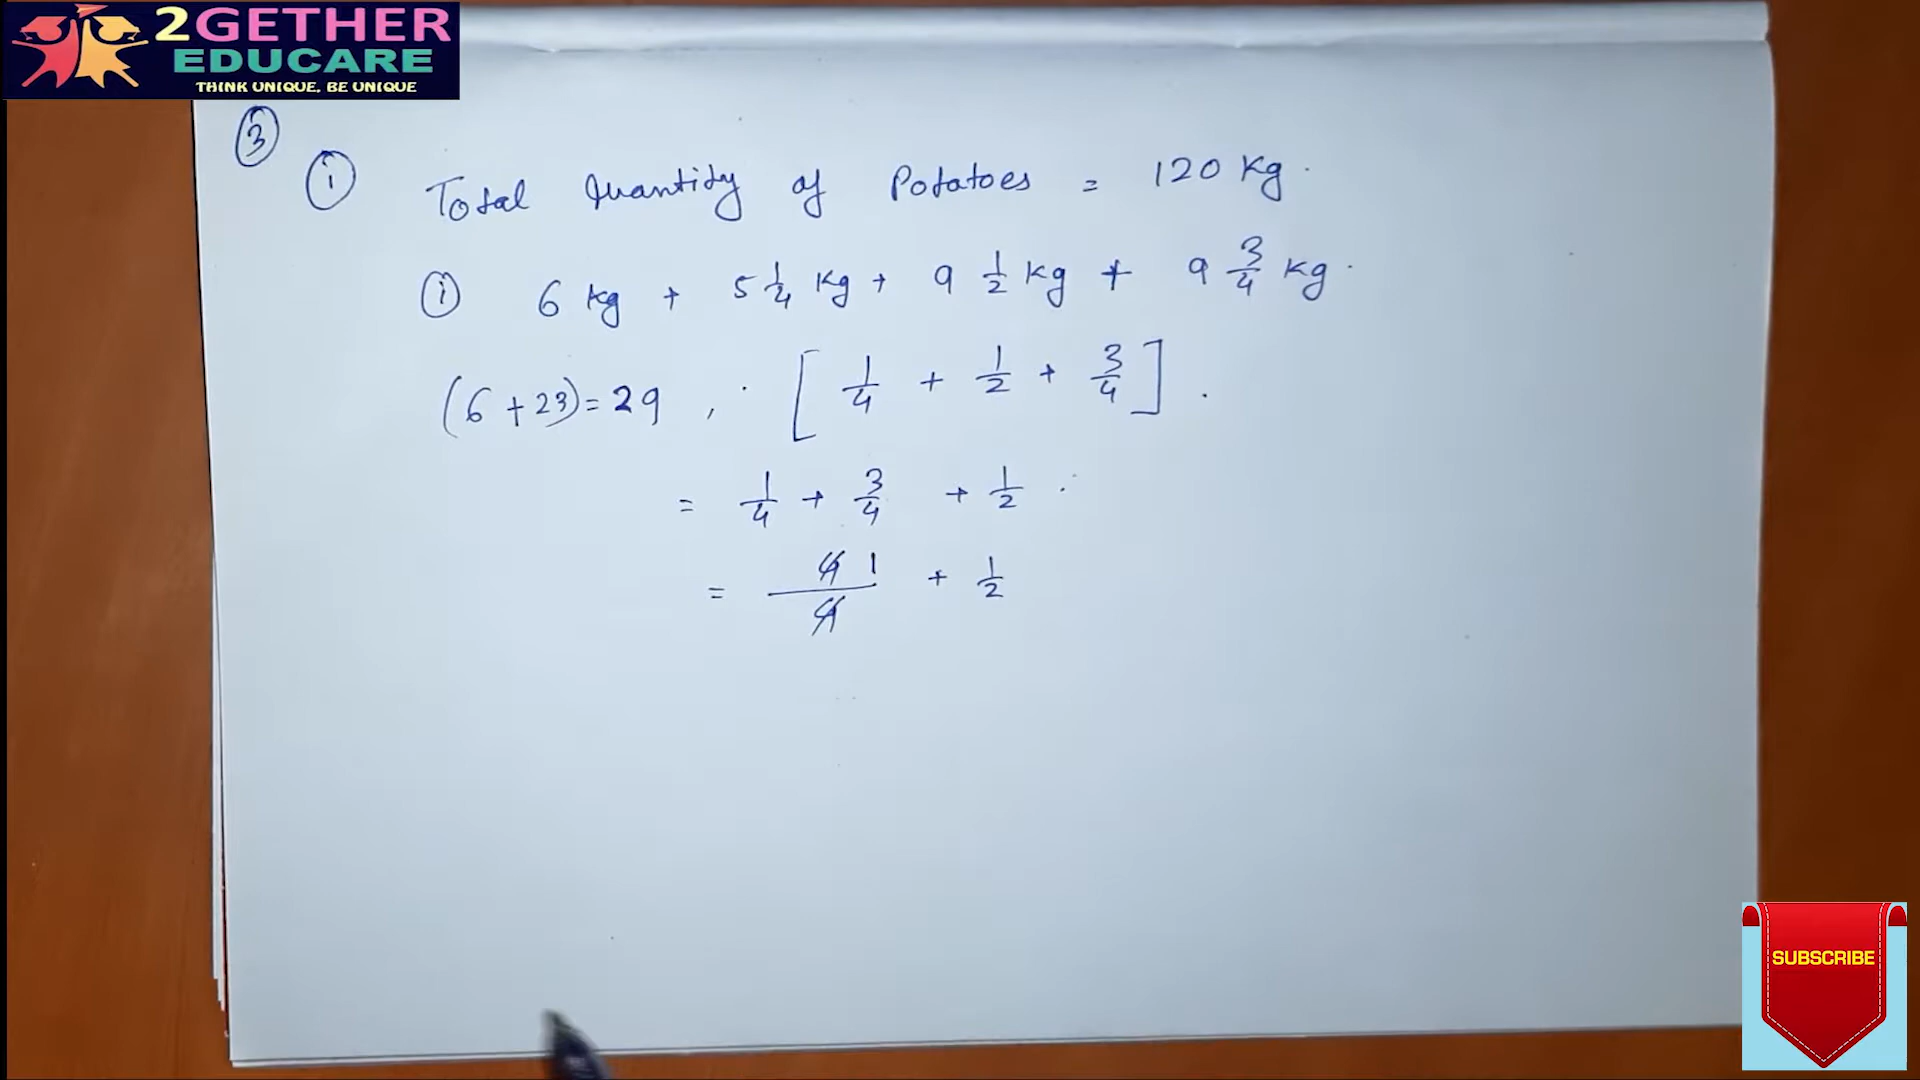 2GETHER
EDUCARE
THINK UNIQUE, BE UNIQUE
3
i Total Quantity of Potatoes = 120 Kg.
i 6 kg + 5 1/4 Kg + 9 1/2 kg + 9 3/4 kg.
(6 + 23) = 29 , [ 1/4 + 1/2 + 3/4 ] .
= 1/4 + 3/4 + 1/2
= 4/4 1 + 1/2
SUBSCRIBE